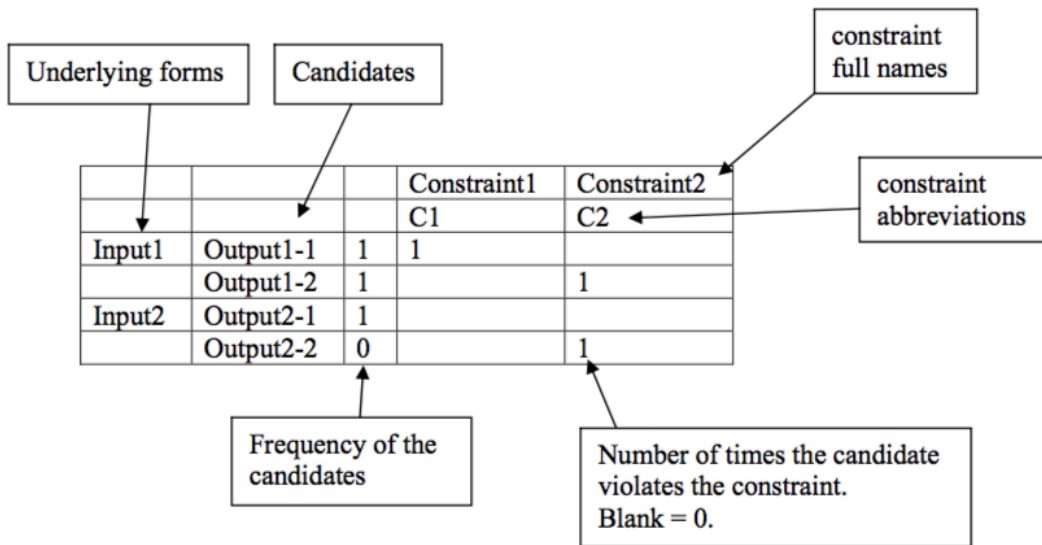 constraint
full names
Underlying forms
Candidates
Constraint1 Constraint2
C1 C2
constraint
abbreviations
Input1 Output1-1 1 1
Output1-2 1 1
Input2 Output2-1 1
Output2-2 0 1
Frequency of the
candidates
Number of times the candidate
violates the constraint.
Blank = 0.